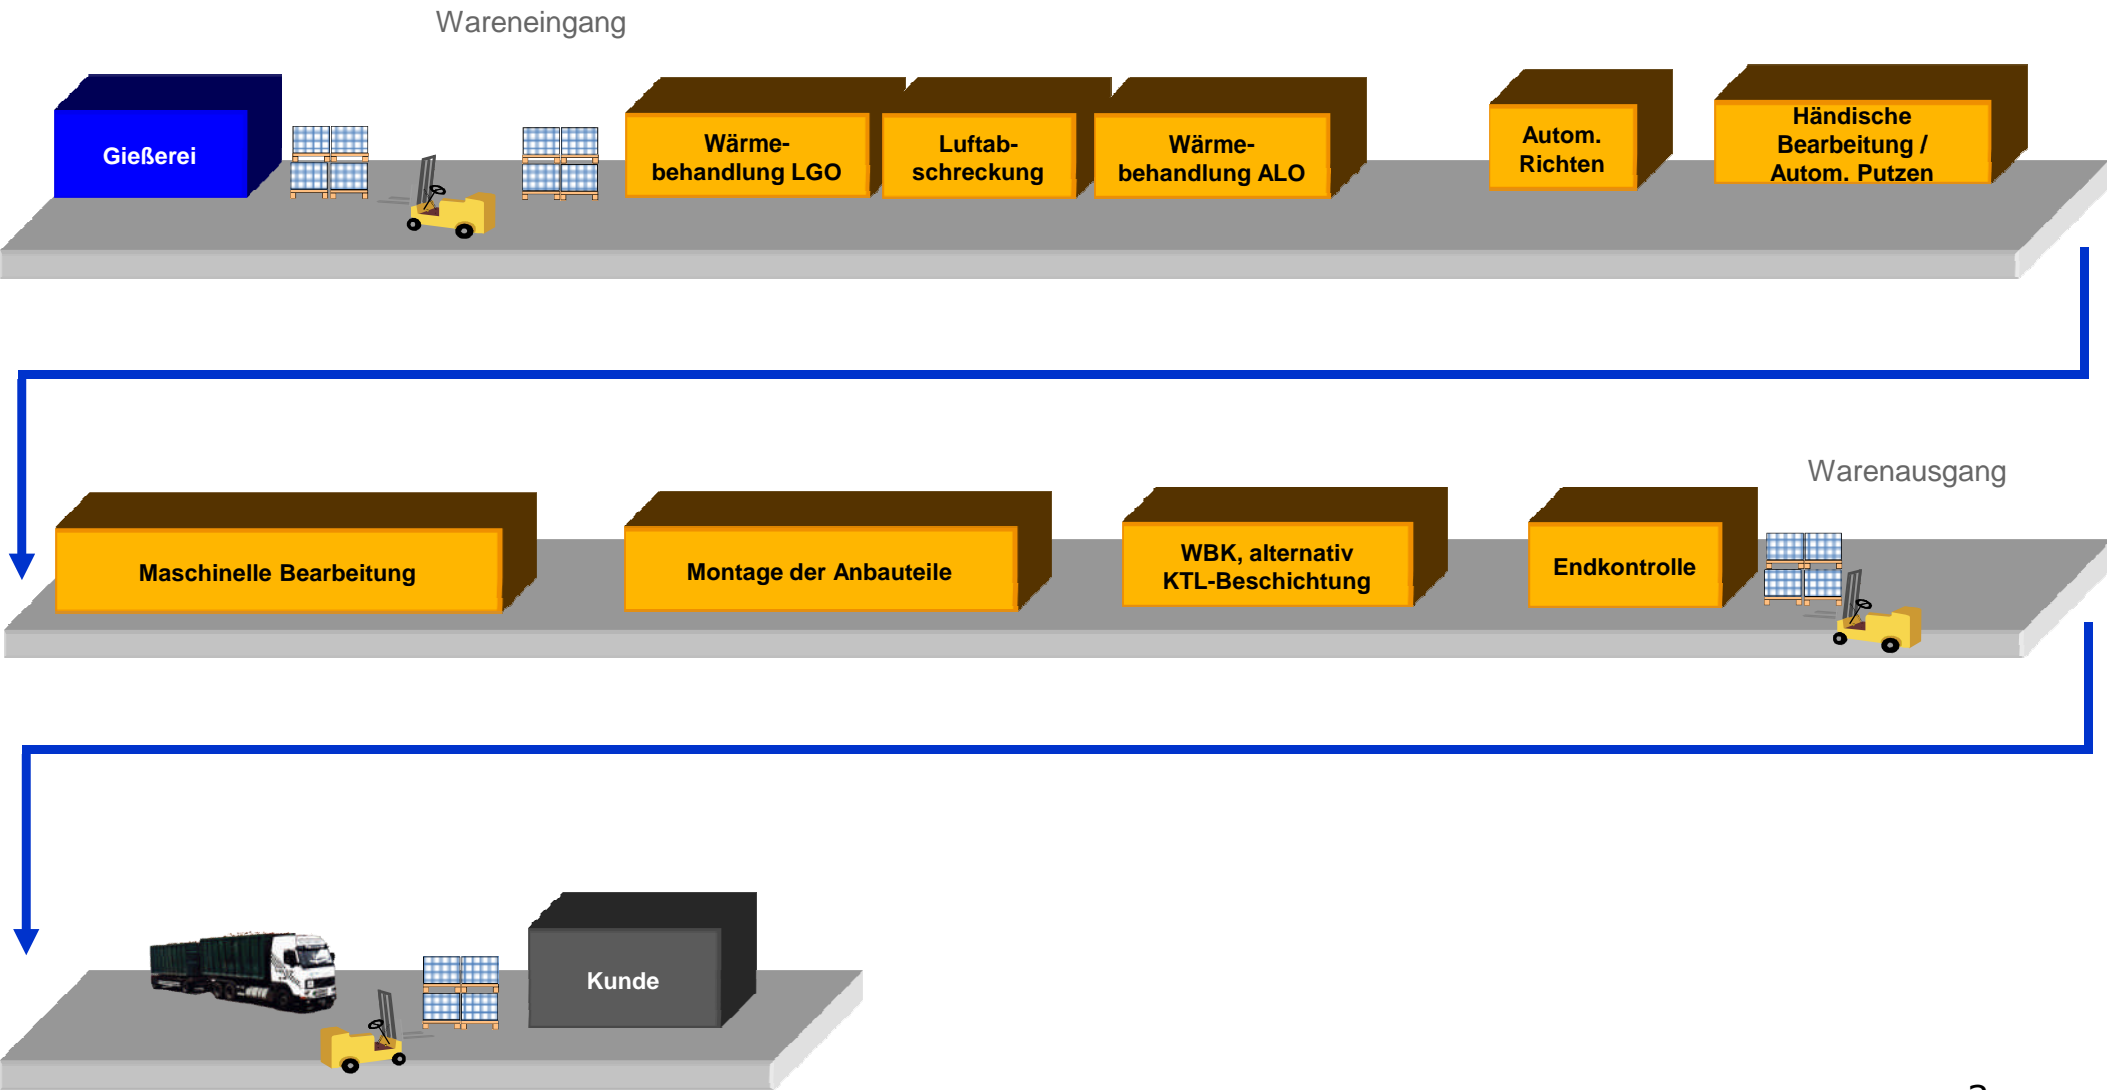 Wareneingang
Gießerei
Wärme-
behandlung LGO
Luftab-
schreckung
Wärme-
behandlung ALO
Autom.
Richten
Händische
Bearbeitung /
Autom. Putzen
Warenausgang
Maschinelle Bearbeitung
Montage der Anbauteile
WBK, alternativ
KTL-Beschichtung
Endkontrolle
Kunde